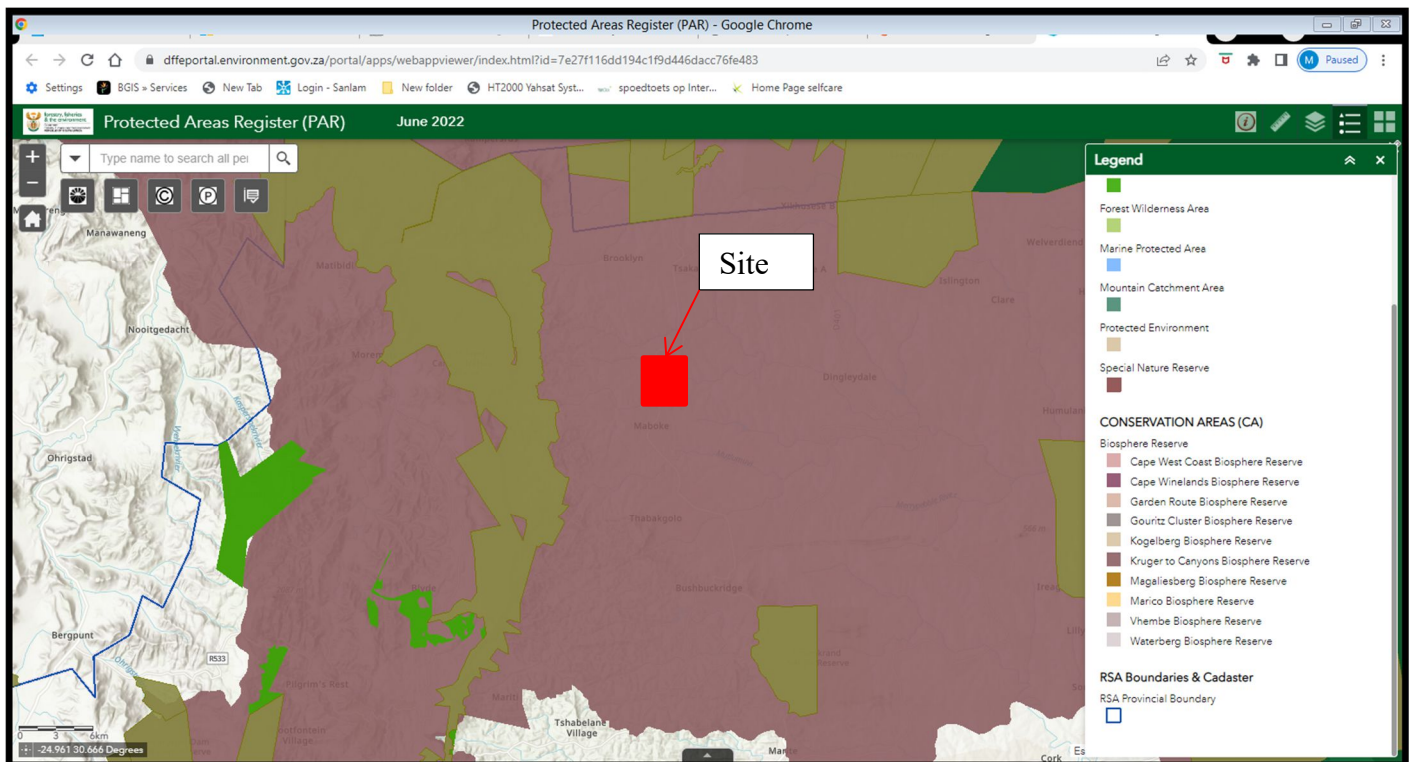 Protected Areas Register (PAR) - Google Chrome
dffeportal.environment.gov.za/portal/apps/webappviewer/index.html?id=7e27f116dd194c1f9d446dacc76fe483
M Paused
Settings BGIS » Services New Tab Login - Sanlam New folder HT2000 Yahsat Syst... spoedtoets op Inter... Home Page selfcare
Protected Areas Register (PAR) June 2022
Type name to search all pe
Legend
Forest Wilderness Area
Marine Protected Area
Mountain Catchment Area
Protected Environment
Special Nature Reserve
CONSERVATION AREAS (CA)
Biosphere Reserve
Cape West Coast Biosphere Reserve
Cape Winelands Biosphere Reserve
Garden Route Biosphere Reserve
Gouritz Cluster Biosphere Reserve
Kogelberg Biosphere Reserve
Kruger to Canyons Biosphere Reserve
Magaliesberg Biosphere Reserve
Marico Biosphere Reserve
Vhembe Biosphere Reserve
Waterberg Biosphere Reserve
RSA Boundaries & Cadaster
RSA Provincial Boundary
Site
Manawaneng
Maribidi
Brooklyn
Welverdiend
Islington
Clare
Nooitgedacht
Dingleydale
Maboke
Ohrigstad
Thabakgolo
Bushbuckridge
Blyde
Bergpunt
R533
Pilgrim's Rest
Mariti
Tshabelane
Village
Cork
0 3 6km
-24.961 30.666 Degrees